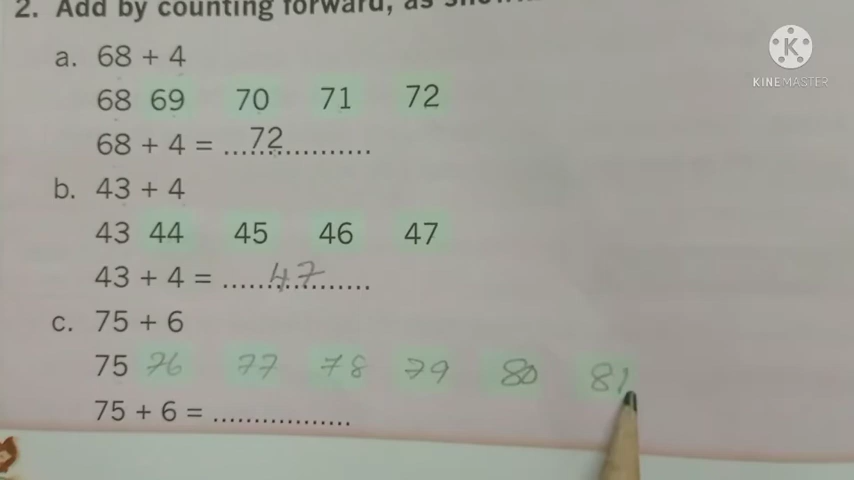 2. Add by counting forward, as shown
K
KINEMASTER
a. 68 + 4
68 69 70 71 72
68 + 4 = ....72............
b. 43 + 4
43 44 45 46 47
43 + 4 = ......47............
c. 75 + 6
75 76 77 78 79 80 81
75 + 6 = .................